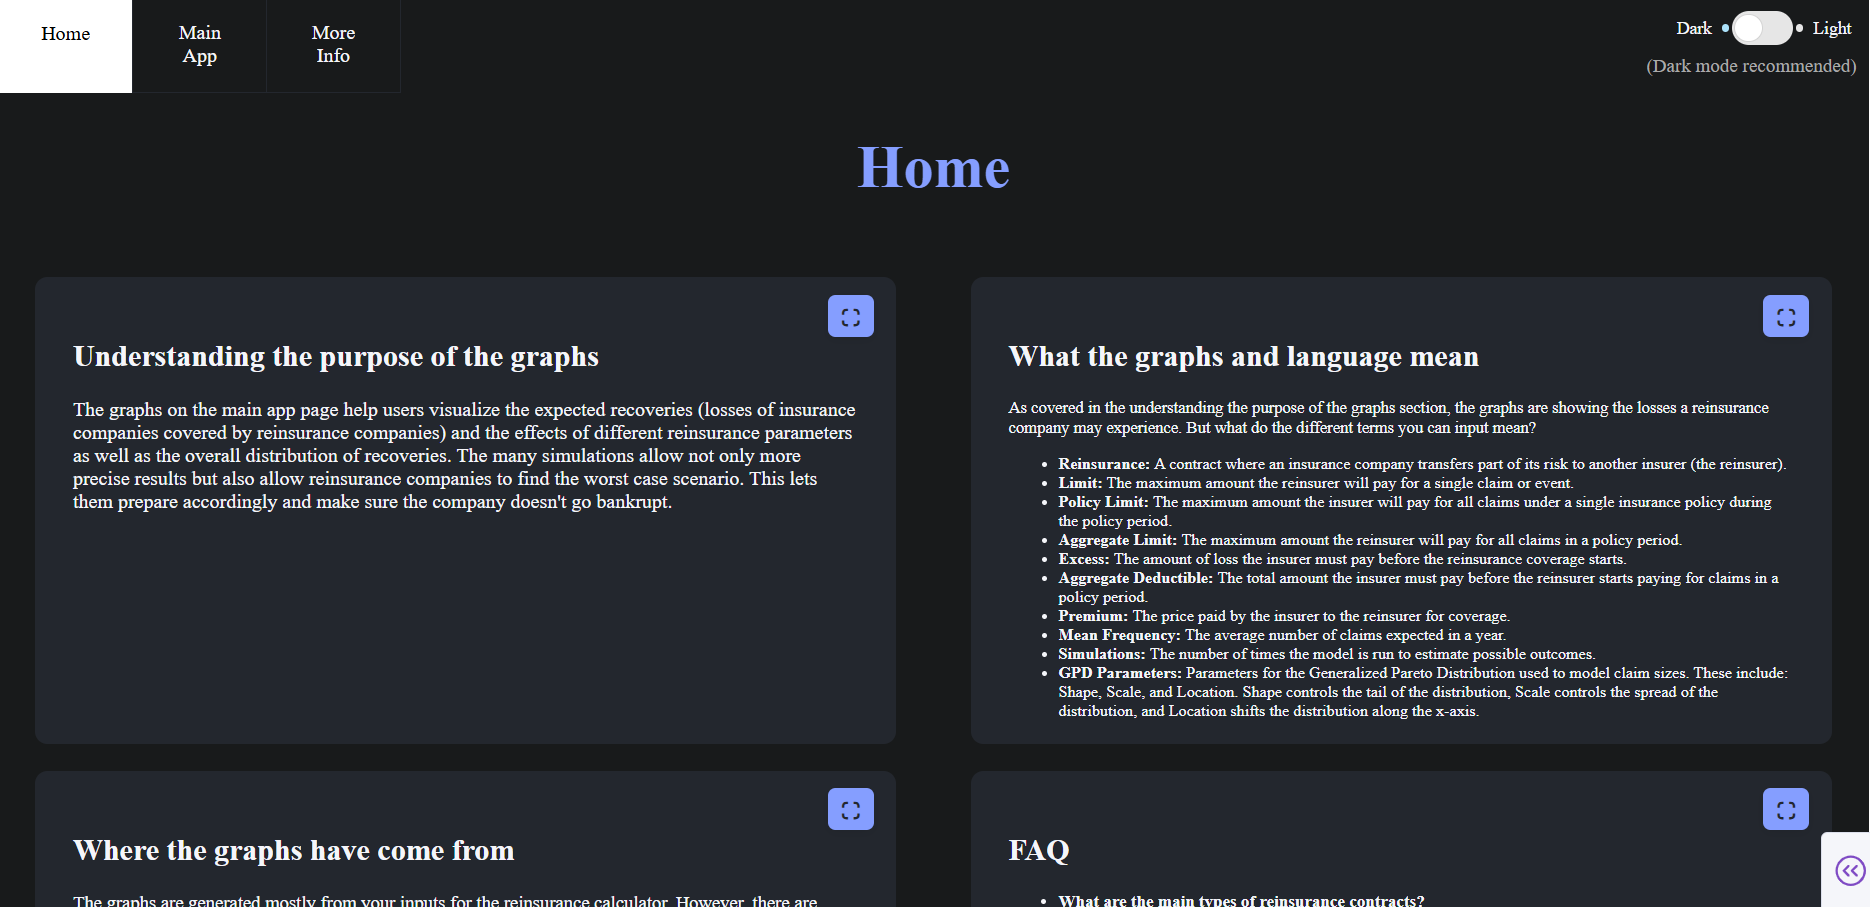 Home
Main
App
More
Info
Dark
Light
(Dark mode recommended)
Home
Understanding the purpose of the graphs
The graphs on the main app page help users visualize the expected recoveries (losses of insurance
companies covered by reinsurance companies) and the effects of different reinsurance parameters
as well as the overall distribution of recoveries. The many simulations allow not only more
precise results but also allow reinsurance companies to find the worst case scenario. This lets
them prepare accordingly and make sure the company doesn't go bankrupt.
What the graphs and language mean
As covered in the understanding the purpose of the graphs section, the graphs are showing the losses a reinsurance
company may experience. But what do the different terms you can input mean?
• Reinsurance: A contract where an insurance company transfers part of its risk to another insurer (the reinsurer).
• Limit: The maximum amount the reinsurer will pay for a single claim or event.
• Policy Limit: The maximum amount the insurer will pay for all claims under a single insurance policy during
the policy period.
• Aggregate Limit: The maximum amount the reinsurer will pay for all claims in a policy period.
• Excess: The amount of loss the insurer must pay before the reinsurance coverage starts.
• Aggregate Deductible: The total amount the insurer must pay before the reinsurer starts paying for claims in a
policy period.
• Premium: The price paid by the insurer to the reinsurer for coverage.
• Mean Frequency: The average number of claims expected in a year.
• Simulations: The number of times the model is run to estimate possible outcomes.
• GPD Parameters: Parameters for the Generalized Pareto Distribution used to model claim sizes. These include:
Shape, Scale, and Location. Shape controls the tail of the distribution, Scale controls the spread of the
distribution, and Location shifts the distribution along the x-axis.
Where the graphs have come from
The graphs are generated mostly from your inputs for the reinsurance calculator. However, there are
FAQ
• What are the main types of reinsurance contracts?